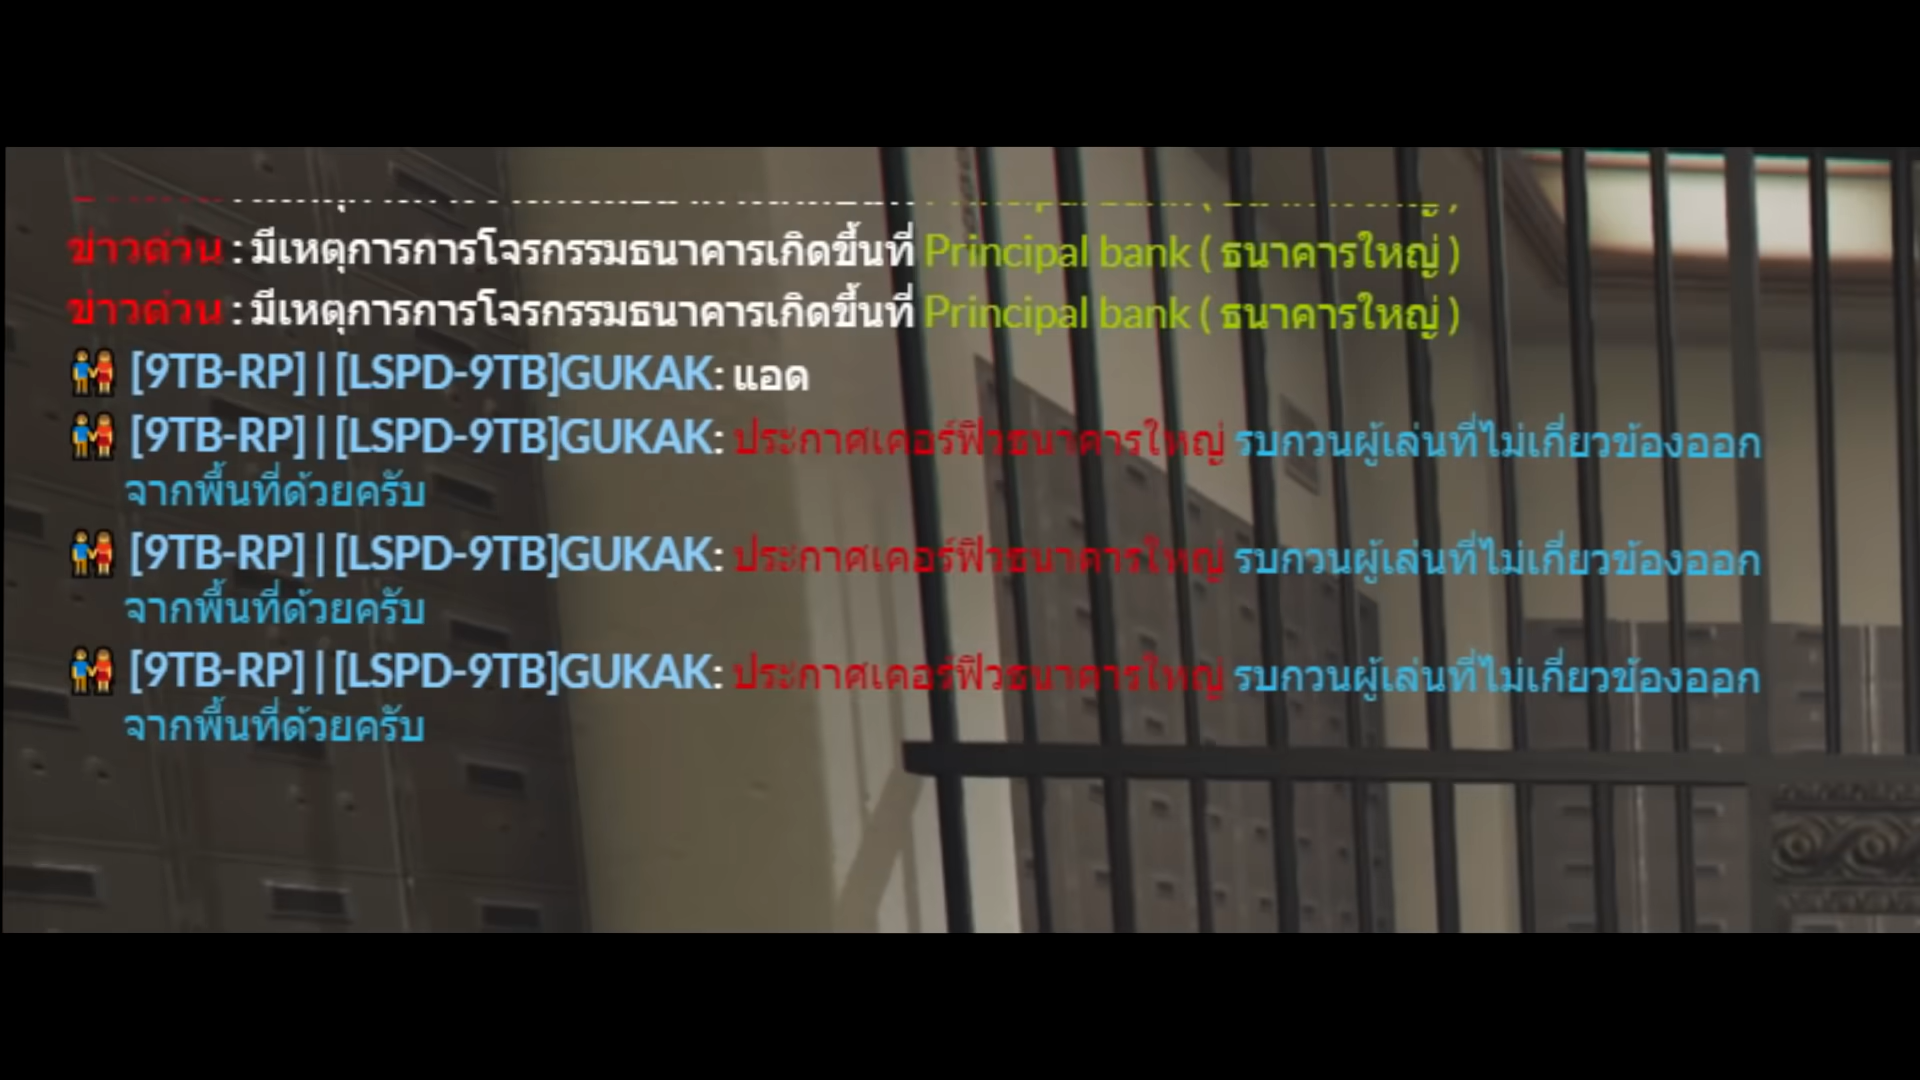 ข่าวด่วน : มีเหตุการการโจรกรรมธนาคารเกิดขึ้นที่ Principal bank ( ธนาคารใหญ่ )
ข่าวด่วน : มีเหตุการการโจรกรรมธนาคารเกิดขึ้นที่ Principal bank ( ธนาคารใหญ่ )
[9TB-RP] | [LSPD-9TB]GUKAK: แอด
[9TB-RP] | [LSPD-9TB]GUKAK: ประกาศเคอร์ฟิวธนาคารใหญ่ รบกวนผู้เล่นที่ไม่เกี่ยวข้องออก
จากพื้นที่ด้วยครับ
[9TB-RP] | [LSPD-9TB]GUKAK: ประกาศเคอร์ฟิวธนาคารใหญ่ รบกวนผู้เล่นที่ไม่เกี่ยวข้องออก
จากพื้นที่ด้วยครับ
[9TB-RP] | [LSPD-9TB]GUKAK: ประกาศเคอร์ฟิวธนาคารใหญ่ รบกวนผู้เล่นที่ไม่เกี่ยวข้องออก
จากพื้นที่ด้วยครับ